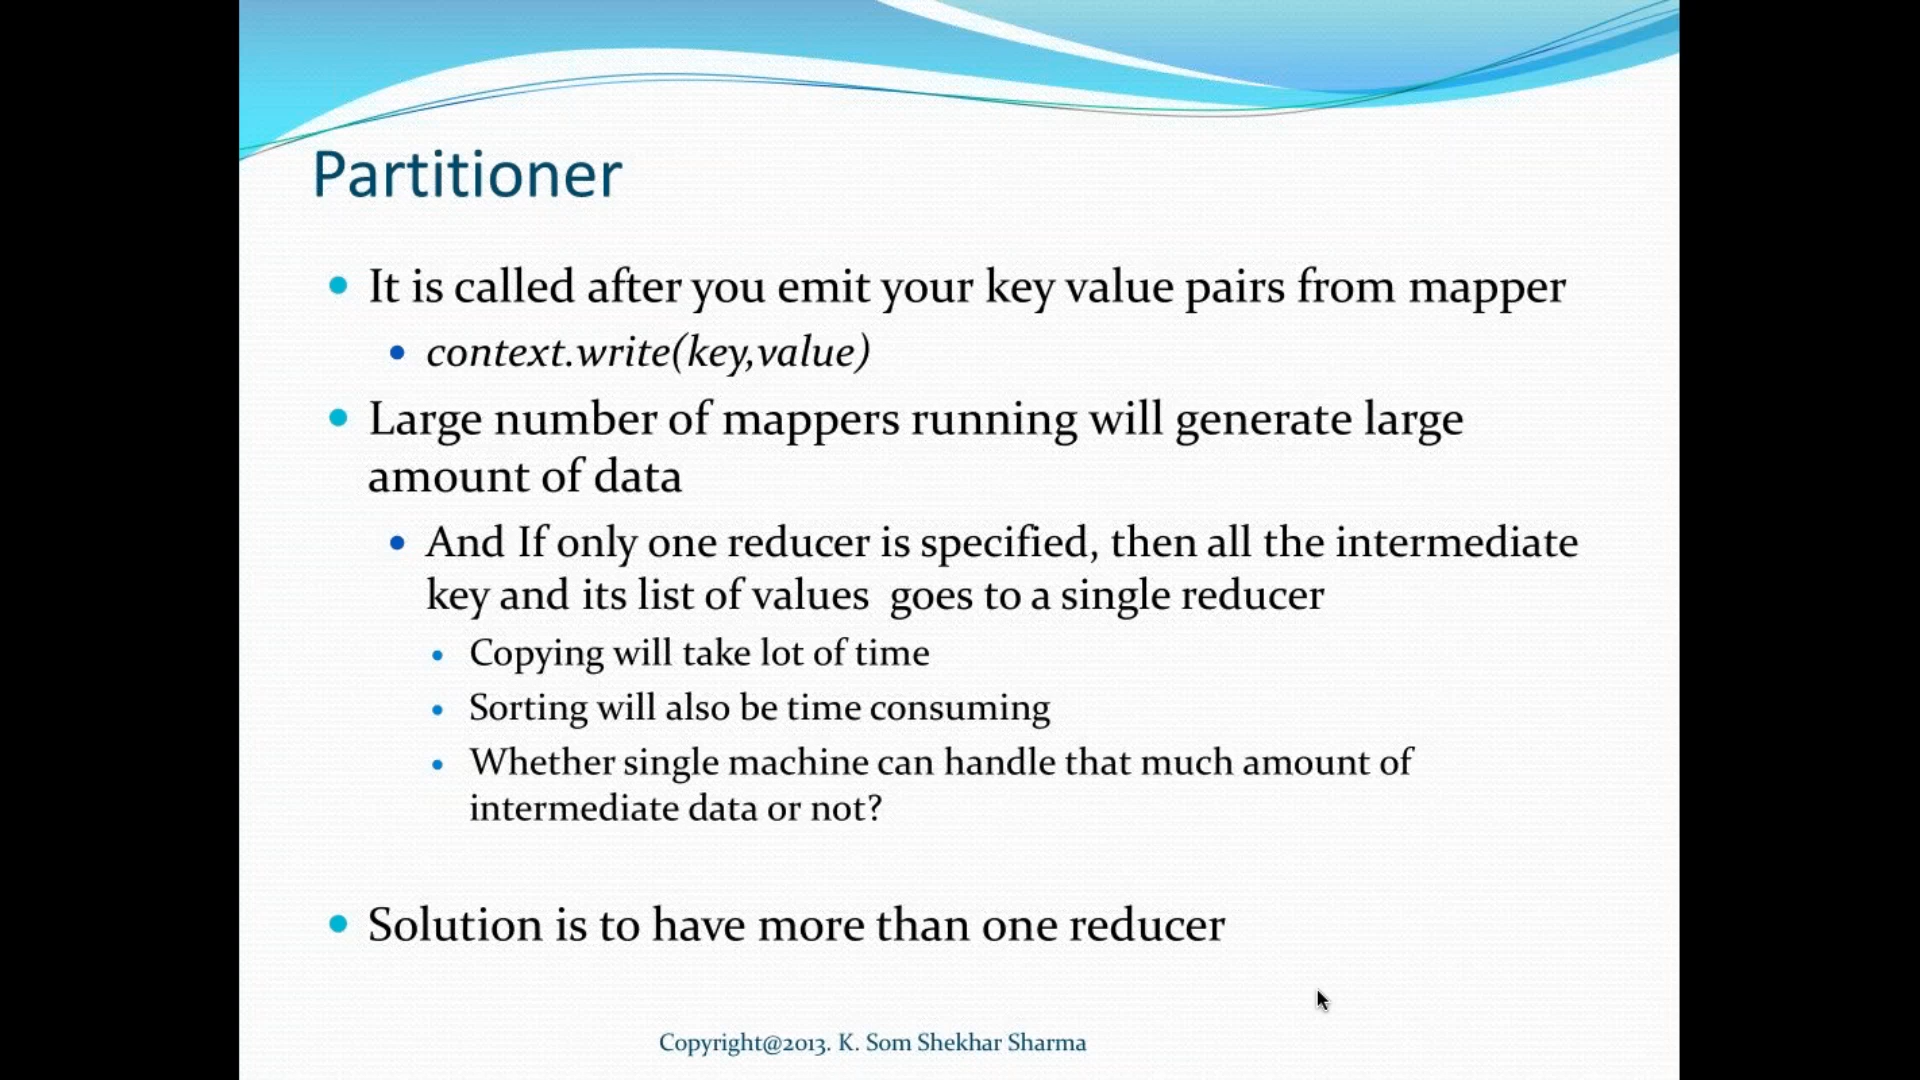 Partitioner
It is called after you emit your key value pairs from mapper
context.write(key,value)
Large number of mappers running will generate large
amount of data
And If only one reducer is specified, then all the intermediate
key and its list of values goes to a single reducer
Copying will take lot of time
Sorting will also be time consuming
Whether single machine can handle that much amount of
intermediate data or not?
Solution is to have more than one reducer
Copyright@2013. K. Som Shekhar Sharma